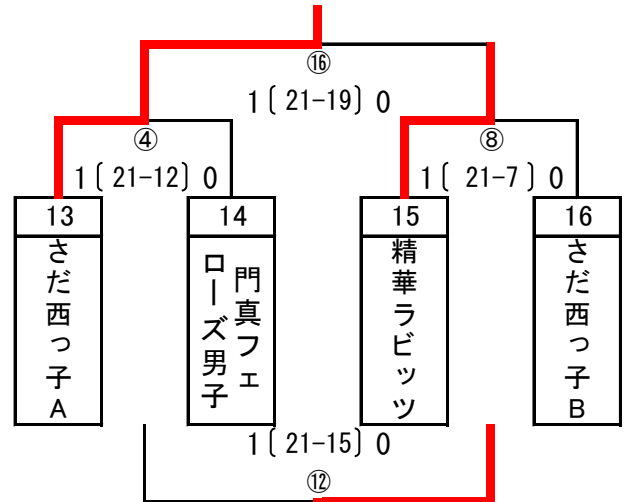 ⑯
1 〔 21-19 〕 0
④
⑧
1 〔 21-12 〕 0
1 〔 21-7 〕 0
13
14
15
16
さだ西っ子A
門真フェ
ローズ男子
精華ラビッツ
さだ西っ子B
1 〔 21-15 〕 0
⑫